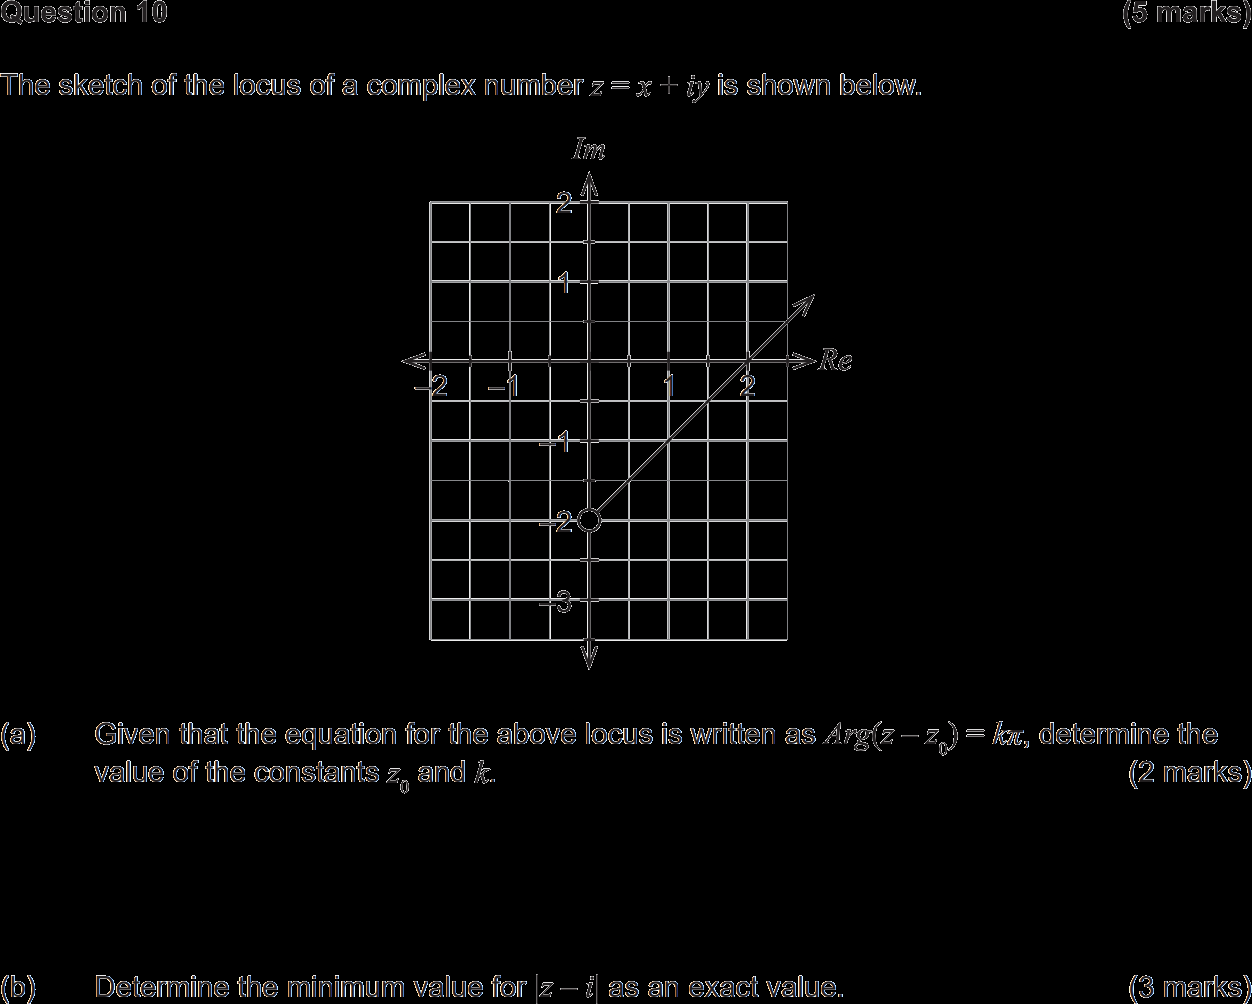 Question 10 (5 marks)
The sketch of the locus of a complex number z = x + iy is shown below.
Im
2
1
Re
−2 −1 1 2
−1
−2
−3
(a) Given that the equation for the above locus is written as Arg(z − z₀) = kπ, determine the
value of the constants z₀ and k. (2 marks)
(b) Determine the minimum value for |z − i| as an exact value. (3 marks)